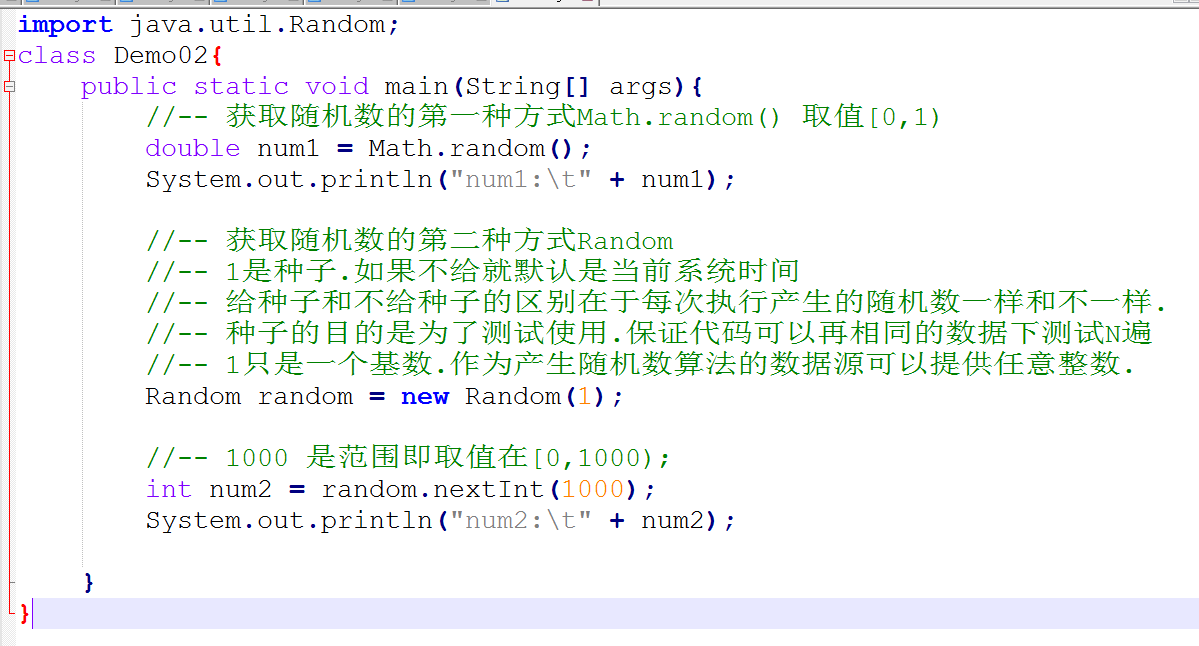 import java.util.Random;
class Demo02{
public static void main(String[] args){
//-- 获取随机数的第一种方式Math.random() 取值[0,1)
double num1 = Math.random();
System.out.println("num1:\t" + num1);
//-- 获取随机数的第二种方式Random
//-- 1是种子.如果不给就默认是当前系统时间
//-- 给种子和不给种子的区别在于每次执行产生的随机数一样和不一样.
//-- 种子的目的是为了测试使用.保证代码可以再相同的数据下测试N遍
//-- 1只是一个基数.作为产生随机数算法的数据源可以提供任意整数.
Random random = new Random(1);
//-- 1000 是范围即取值在[0,1000);
int num2 = random.nextInt(1000);
System.out.println("num2:\t" + num2);
}
}